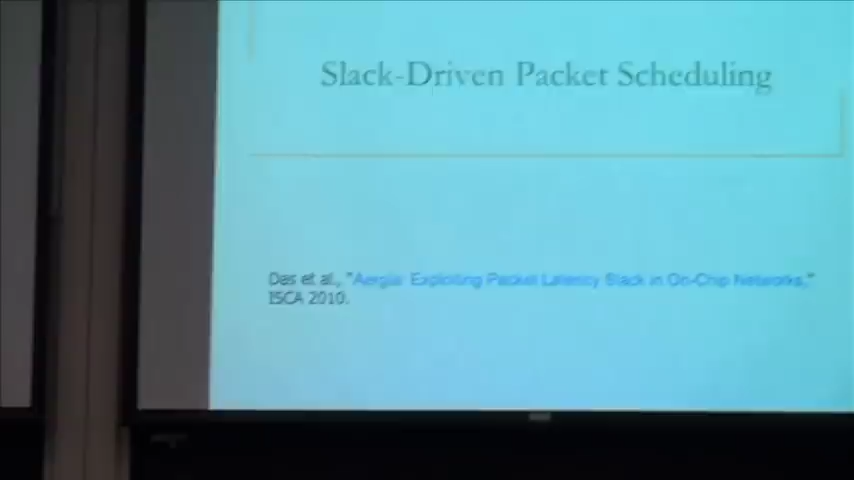 Slack-Driven Packet Scheduling
Das et al., "Aergia: Exploiting Packet Latency Slack in On-Chip Networks,"
ISCA 2010.